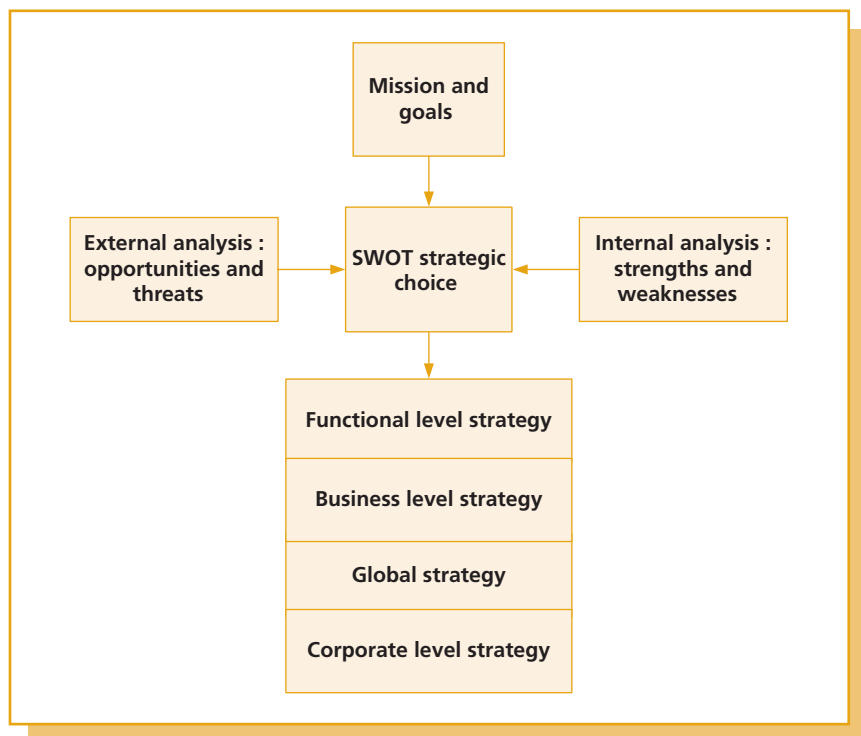 Mission and
goals
External analysis :
opportunities and
threats
SWOT strategic
choice
Internal analysis :
strengths and
weaknesses
Functional level strategy
Business level strategy
Global strategy
Corporate level strategy